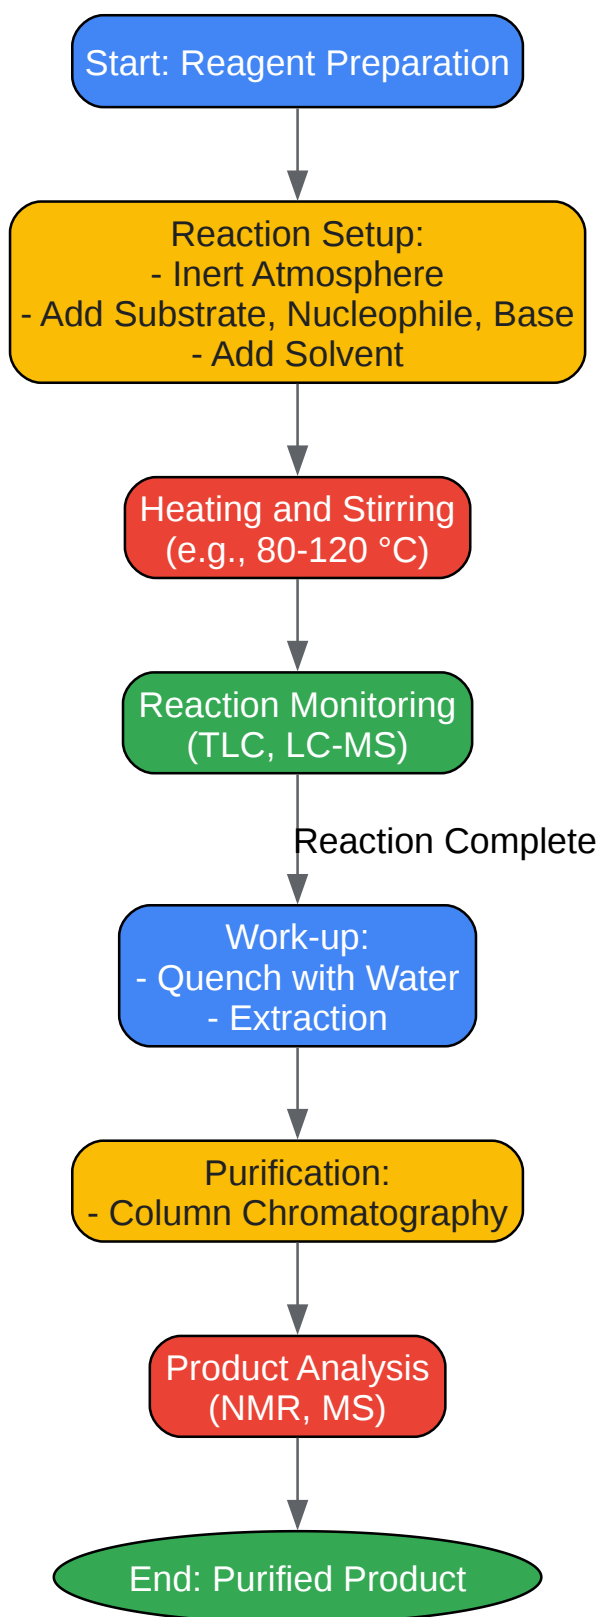 Start: Reagent Preparation
Reaction Setup:
- Inert Atmosphere
- Add Substrate, Nucleophile, Base
- Add Solvent
Heating and Stirring
(e.g., 80-120 °C)
Reaction Monitoring
(TLC, LC-MS)
Reaction Complete
Work-up:
- Quench with Water
- Extraction
Purification:
- Column Chromatography
Product Analysis
(NMR, MS)
End: Purified Product